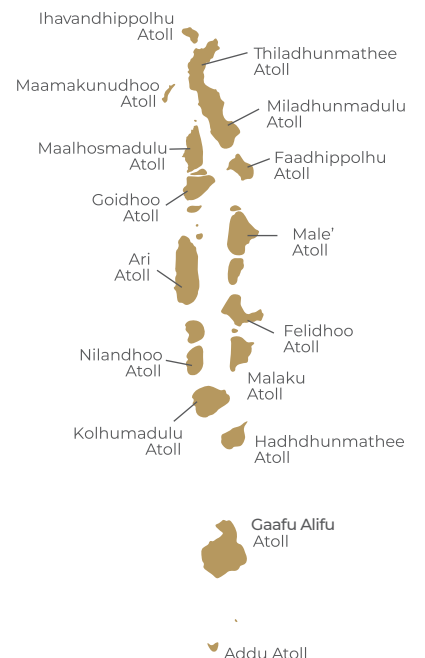 Ihavandhippolhu
Atoll
Thiladhunmathee
Atoll
Maamakunudhoo
Atoll
Miladhunmadulu
Atoll
Maalhosmadulu
Atoll
Faadhippolhu
Atoll
Goidhoo
Atoll
Male’
Atoll
Ari
Atoll
Felidhoo
Atoll
Nilandhoo
Atoll
Malaku
Atoll
Kolhumadulu
Atoll
Hadhdhunmathee
Atoll
Gaafu Alifu
Atoll
Addu Atoll